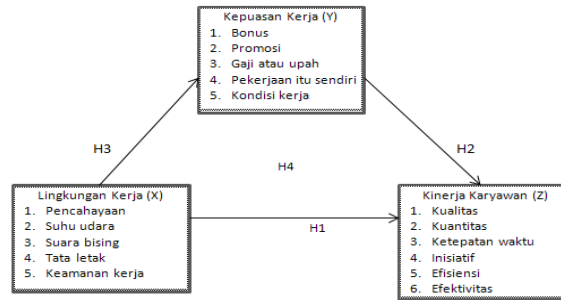 Kepuasan Kerja (Y)
1. Bonus
2. Promosi
3. Gaji atau upah
4. Pekerjaan itu sendiri
5. Kondisi kerja
H3
H2
H4
Lingkungan Kerja (X)
1. Pencahayaan
2. Suhu udara
3. Suara bising
4. Tata letak
5. Keamanan kerja
H1
Kinerja Karyawan (Z)
1. Kualitas
2. Kuantitas
3. Ketepatan waktu
4. Inisiatif
5. Efisiensi
6. Efektivitas